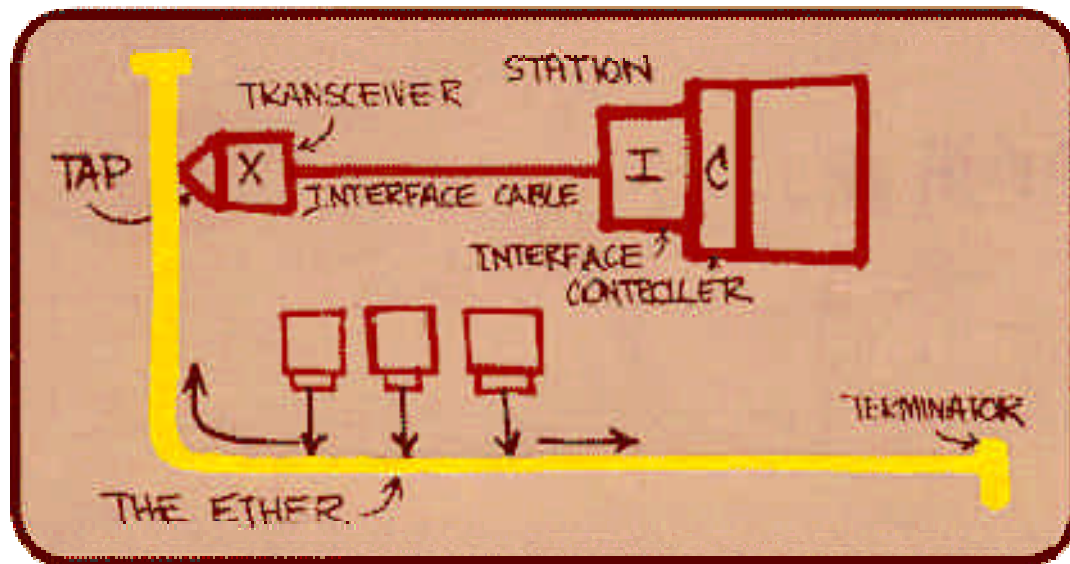 STATION
TRANSCEIVER
TAP
X
I
C
INTERFACE CABLE
INTERFACE
CONTROLLER
TERMINATOR
THE ETHER